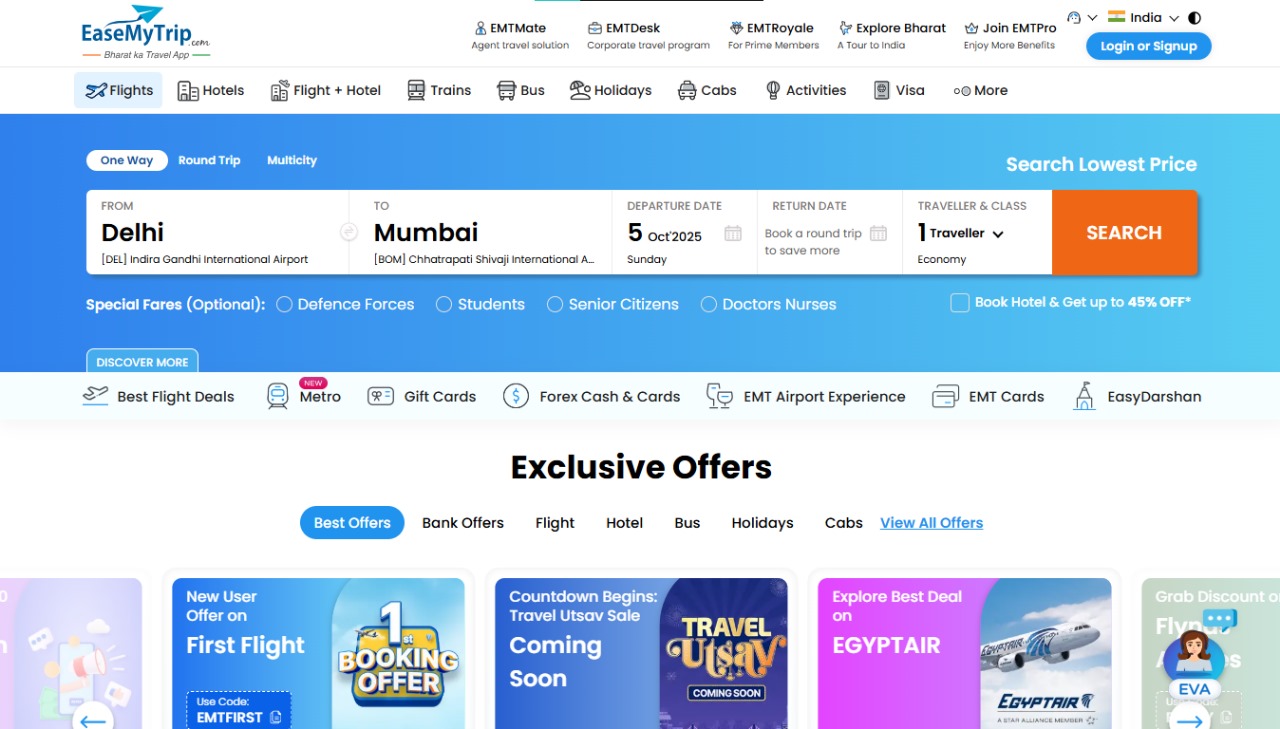 EaseMyTrip.com
Bharat ka Travel App
EMTMate
Agent travel solution
EMTDesk
Corporate travel program
EMTRoyale
For Prime Members
Explore Bharat
A Tour to India
Join EMTPro
Enjoy More Benefits
India
Login or Signup
Flights
Hotels
Flight + Hotel
Trains
Bus
Holidays
Cabs
Activities
Visa
More
One Way
Round Trip
Multicity
Search Lowest Price
FROM
Delhi
[DEL] Indira Gandhi International Airport
TO
Mumbai
[BOM] Chhatrapati Shivaji International A...
DEPARTURE DATE
5 Oct'2025
Sunday
RETURN DATE
Book a round trip
to save more
TRAVELLER & CLASS
1 Traveller
Economy
SEARCH
Special Fares (Optional):
Defence Forces
Students
Senior Citizens
Doctors Nurses
Book Hotel & Get up to 45% OFF*
DISCOVER MORE
Best Flight Deals
NEW
Metro
Gift Cards
Forex Cash & Cards
EMT Airport Experience
EMT Cards
EasyDarshan
Exclusive Offers
Best Offers
Bank Offers
Flight
Hotel
Bus
Holidays
Cabs
View All Offers
New User
Offer on
First Flight
Use Code:
EMTFIRST
1st
BOOKING
OFFER
Countdown Begins:
Travel Utsav Sale
Coming
Soon
TRAVEL
Utsav
COMING SOON
Explore Best Deal
on
EGYPTAIR
EGYPTAIR
EGYPTAIR
A STAR ALLIANCE MEMBER
Grab Discount o
EVA